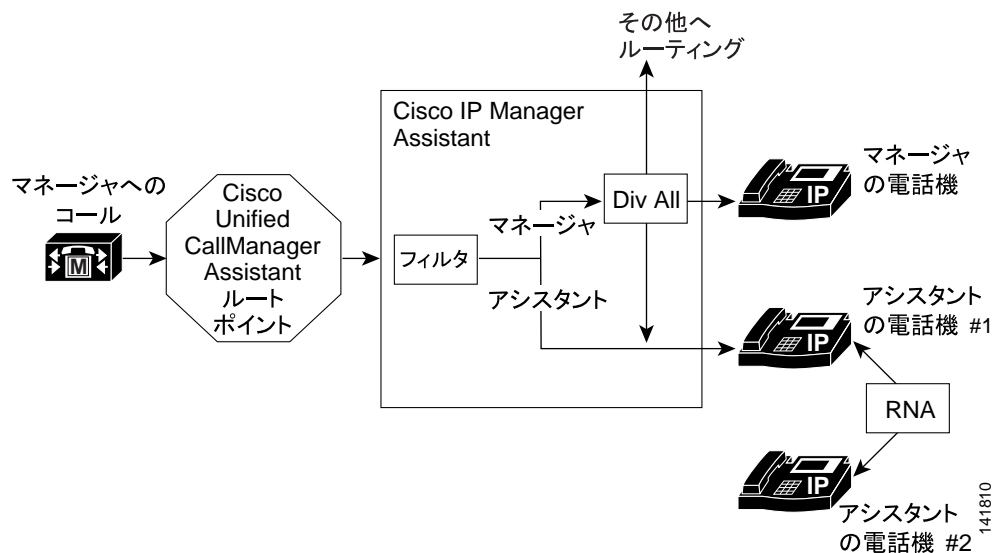 その他へ
ルーティング
Cisco IP Manager
Assistant
マネージャへの
コール
M
Cisco
Unified
CallManager
Assistant
ルート
ポイント
フィルタ
マネージャ
アシスタント
Div All
IP
マネージャ
の電話機
IP
アシスタント
の電話機 #1
RNA
IP
アシスタント
の電話機 #2
141810